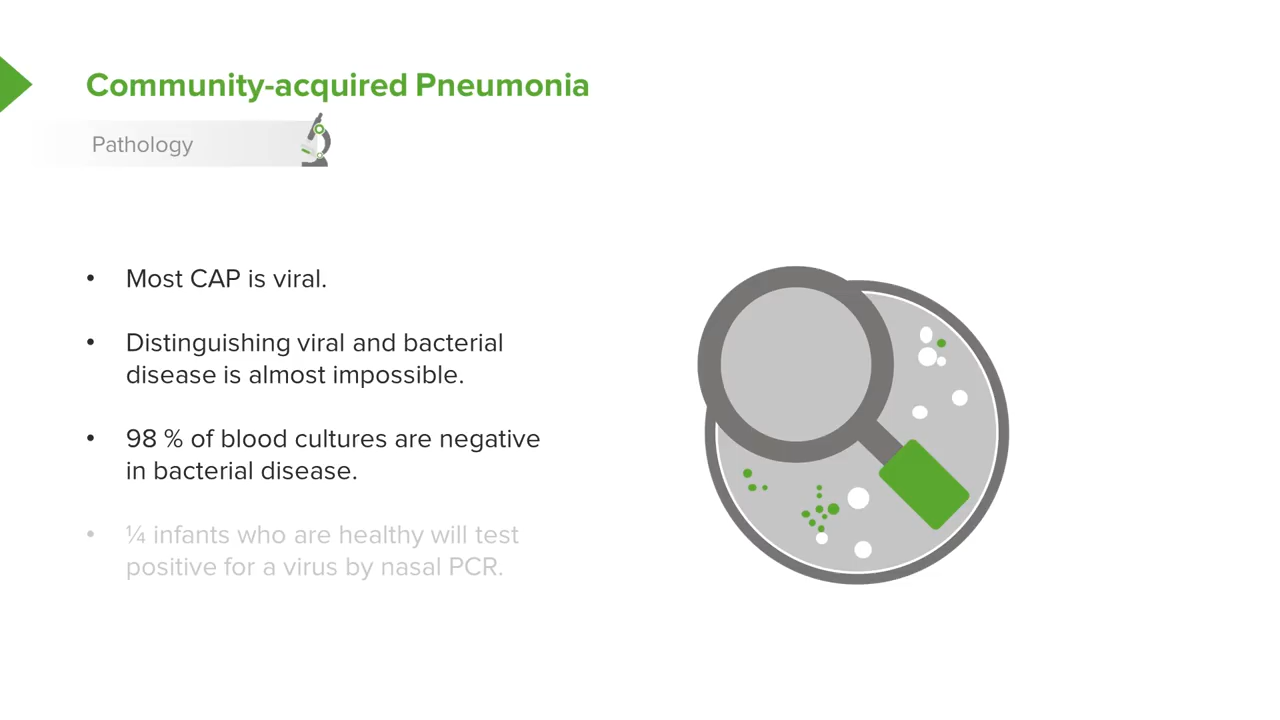 Community-acquired Pneumonia
Pathology
• Most CAP is viral.
• Distinguishing viral and bacterial
disease is almost impossible.
• 98 % of blood cultures are negative
in bacterial disease.
• ¼ infants who are healthy will test
positive for a virus by nasal PCR.